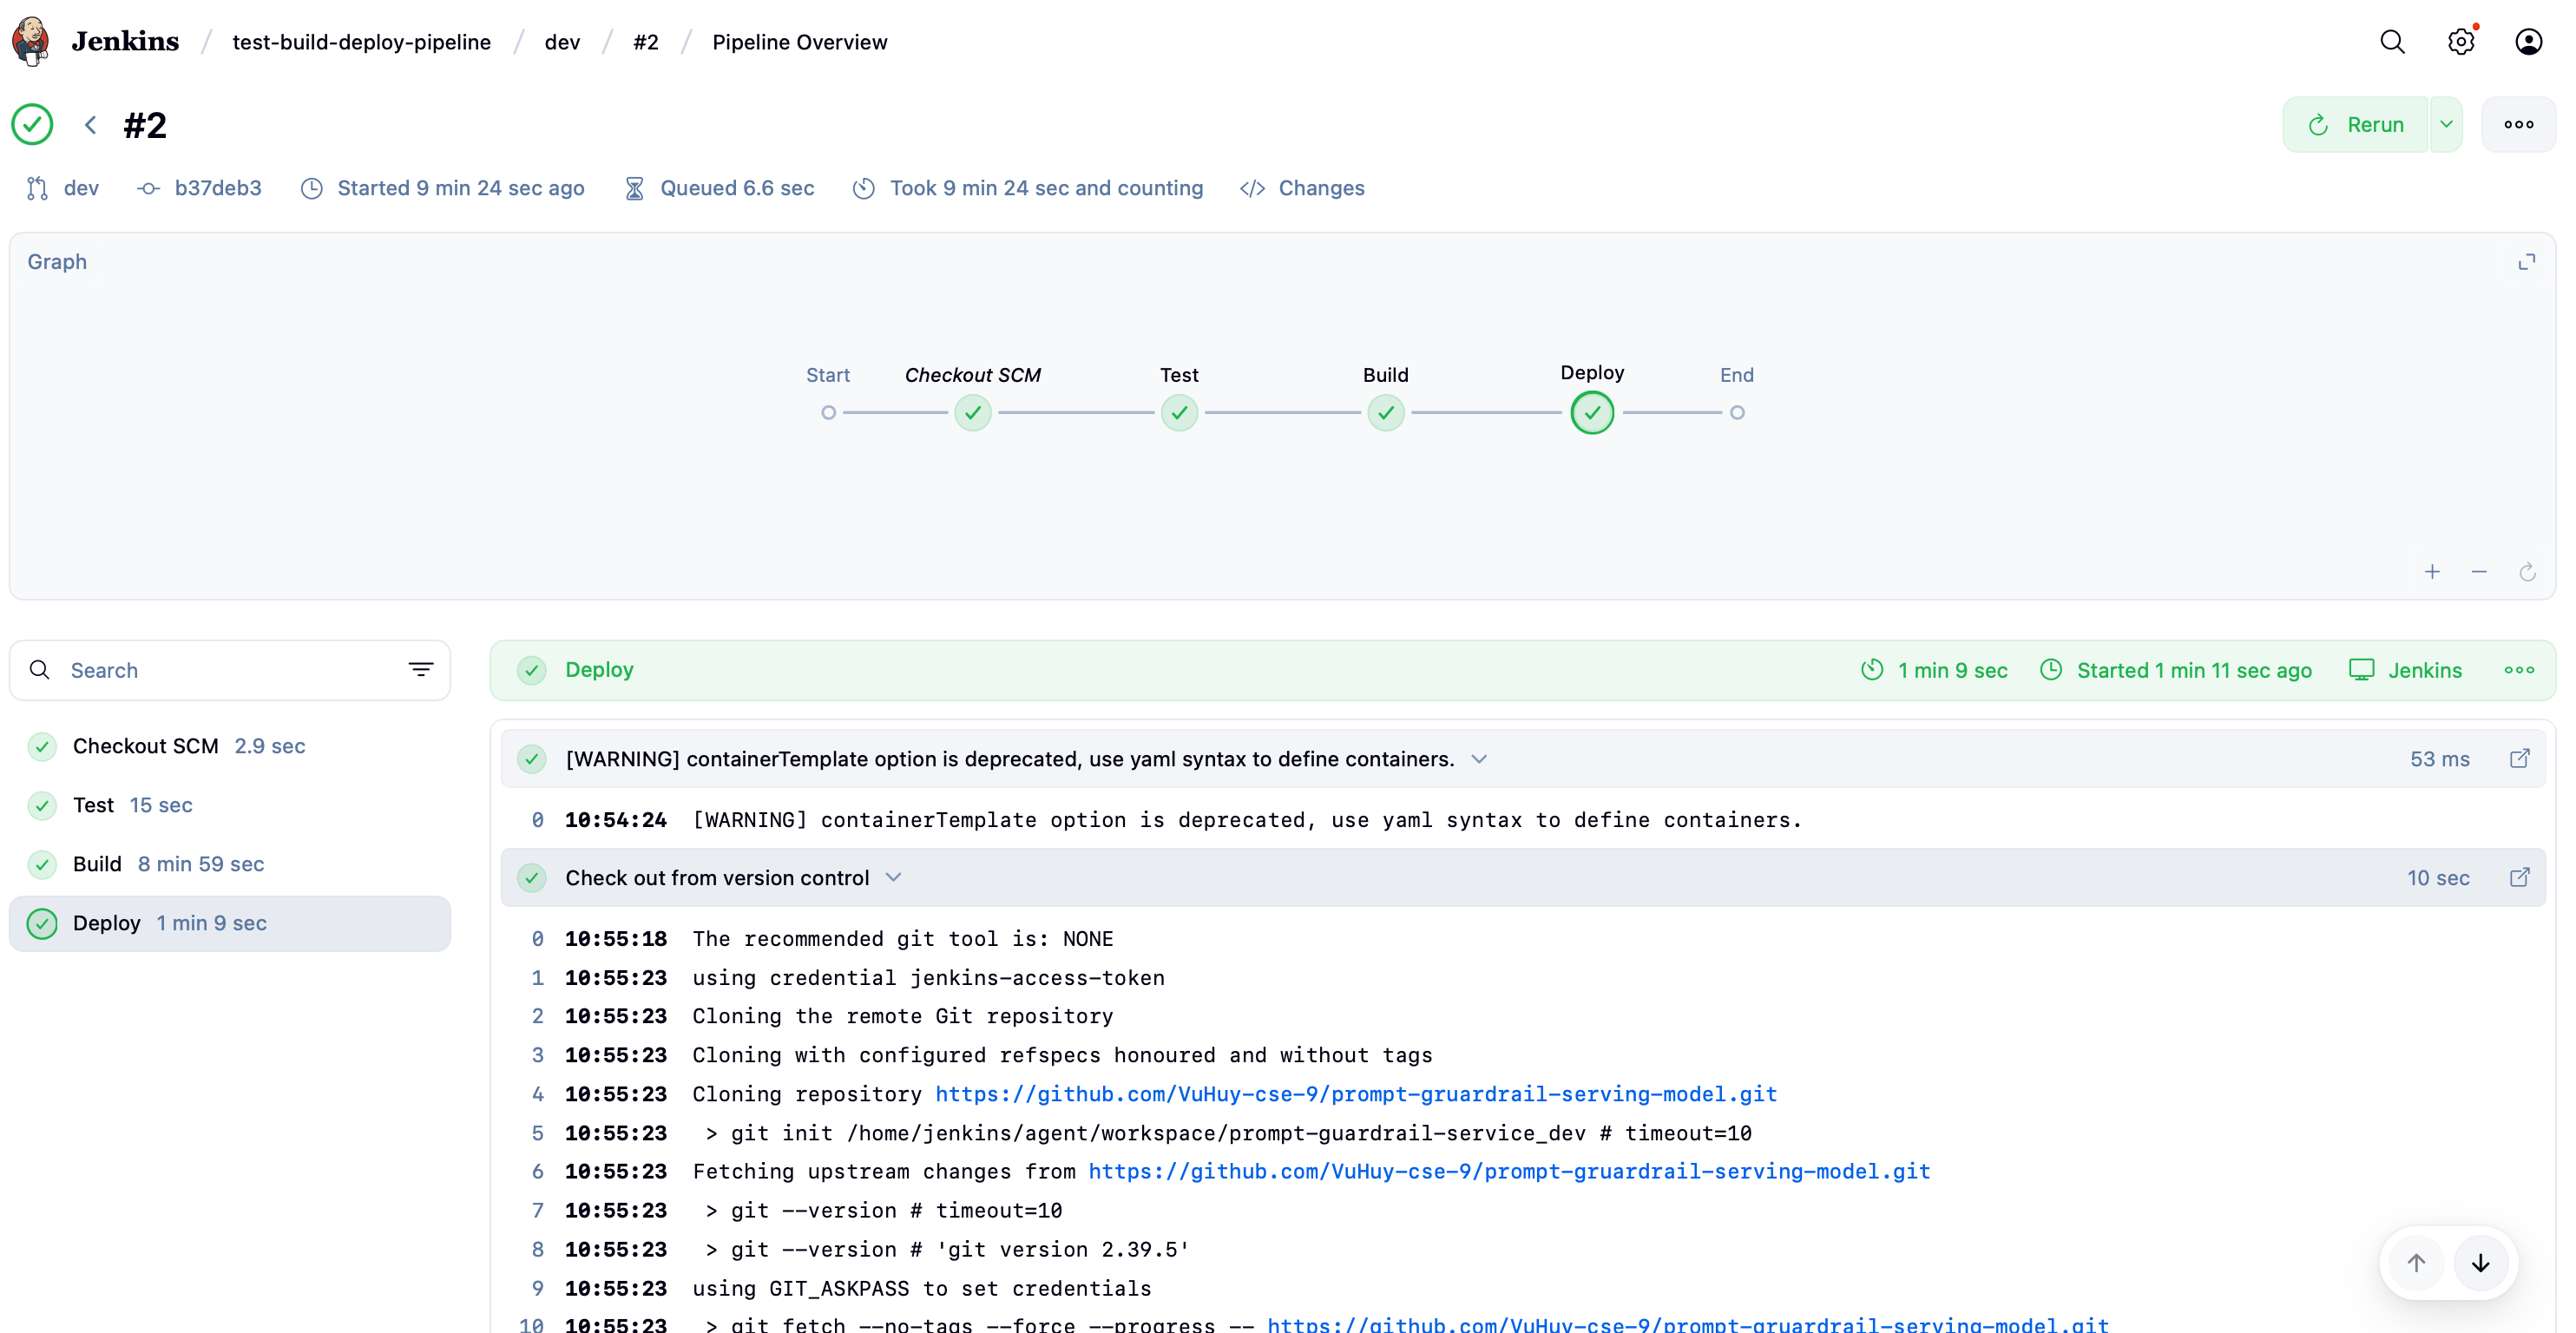 Jenkins / test-build-deploy-pipeline / dev / #2 / Pipeline Overview
#2
Rerun
dev b37deb3 Started 9 min 24 sec ago Queued 6.6 sec Took 9 min 24 sec and counting Changes
Graph
Start Checkout SCM Test Build Deploy End
Search
Checkout SCM 2.9 sec
Test 15 sec
Build 8 min 59 sec
Deploy 1 min 9 sec
Deploy 1 min 9 sec Started 1 min 11 sec ago Jenkins
[WARNING] containerTemplate option is deprecated, use yaml syntax to define containers. 53 ms
0 10:54:24 [WARNING] containerTemplate option is deprecated, use yaml syntax to define containers.
Check out from version control 10 sec
0 10:55:18 The recommended git tool is: NONE
1 10:55:23 using credential jenkins-access-token
2 10:55:23 Cloning the remote Git repository
3 10:55:23 Cloning with configured refspecs honoured and without tags
4 10:55:23 Cloning repository https://github.com/VuHuy-cse-9/prompt-gruardrail-serving-model.git
5 10:55:23 > git init /home/jenkins/agent/workspace/prompt-guardrail-service_dev # timeout=10
6 10:55:23 Fetching upstream changes from https://github.com/VuHuy-cse-9/prompt-gruardrail-serving-model.git
7 10:55:23 > git --version # timeout=10
8 10:55:23 > git --version # 'git version 2.39.5'
9 10:55:23 using GIT_ASKPASS to set credentials
10 10:55:23 > git fetch --no-tags --force --progress -- https://github.com/VuHuy-cse-9/prompt-gruardrail-serving-model.git